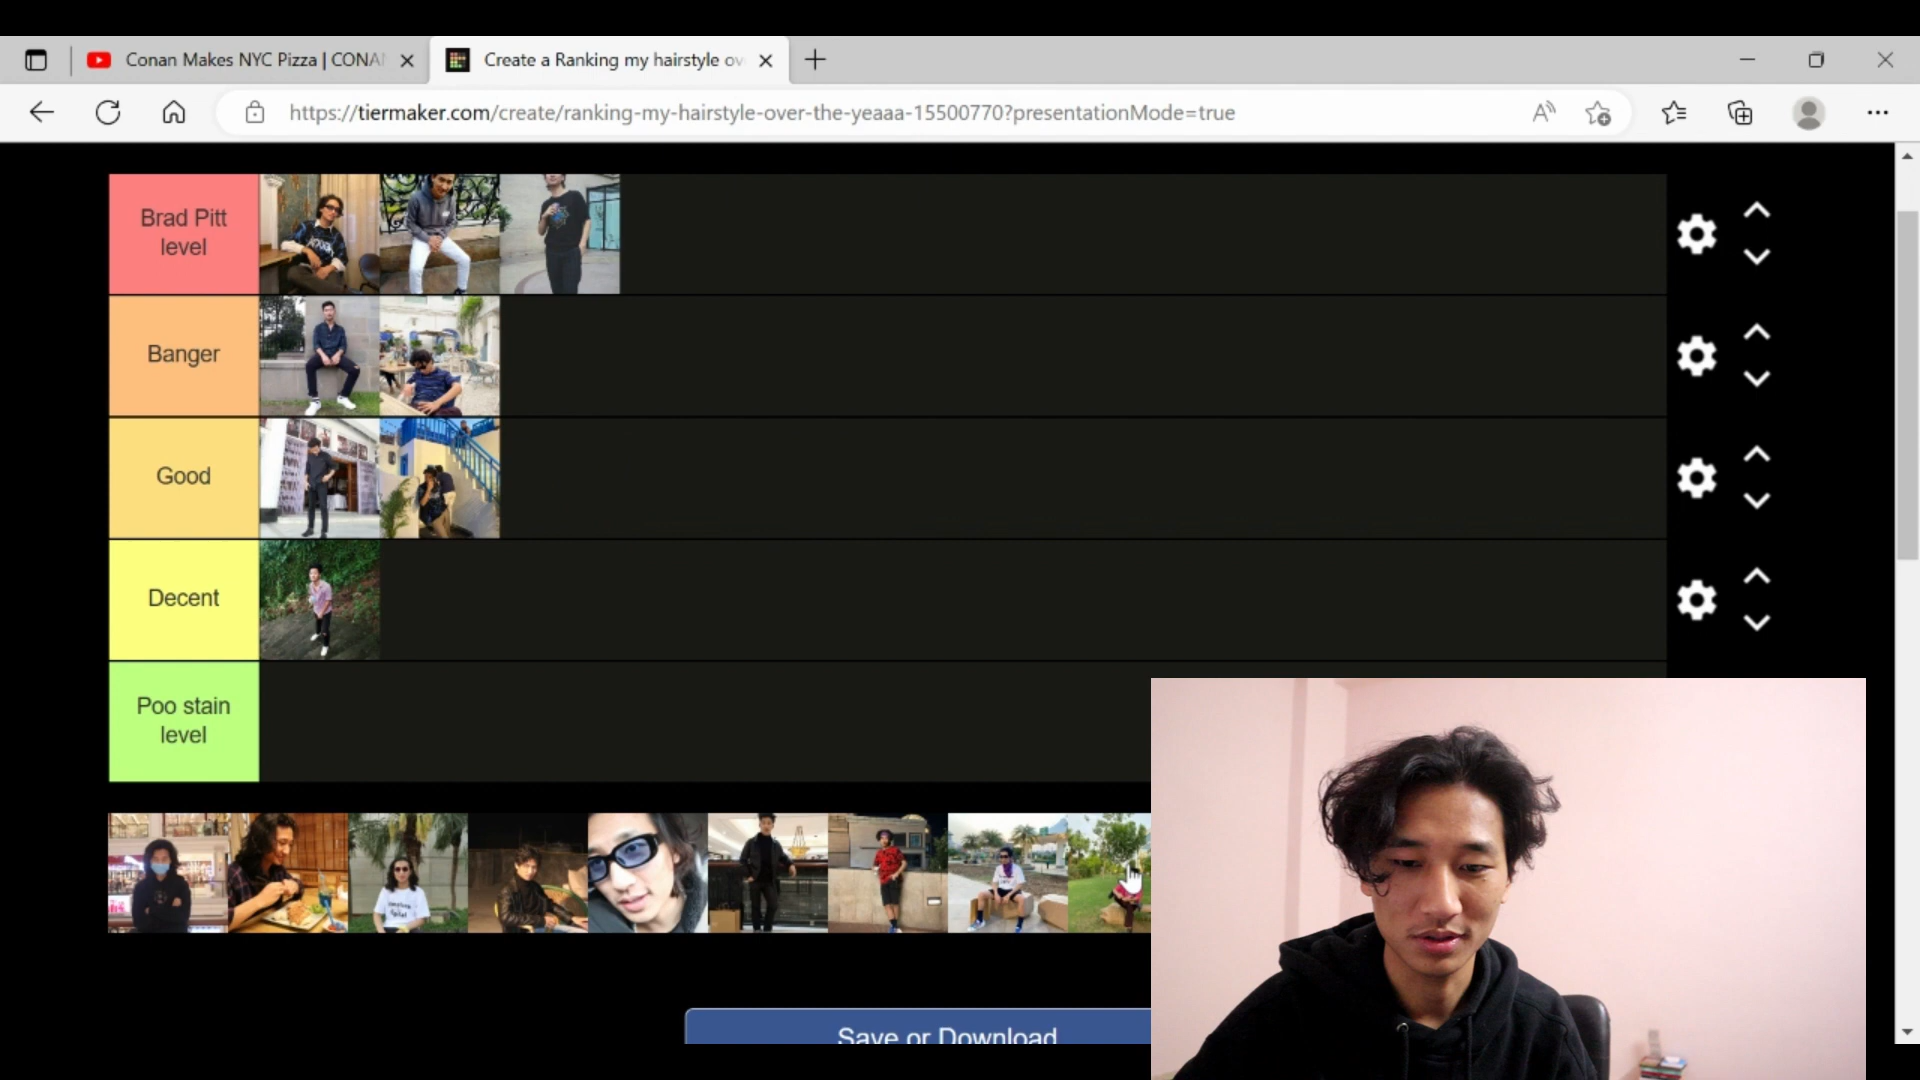 Conan Makes NYC Pizza | CONA
Create a Ranking my hairstyle ov
https://tiermaker.com/create/ranking-my-hairstyle-over-the-yeaaa-15500770?presentationMode=true
Brad Pitt
level
Banger
Good
Decent
Poo stain
level
Save or Download